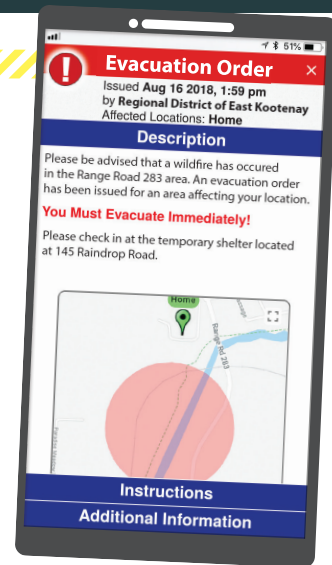 51%
Evacuation Order
Issued Aug 16 2018, 1:59 pm
by Regional District of East Kootenay
Affected Locations: Home
Description
Please be advised that a wildfire has occured
in the Range Road 283 area. An evacuation order
has been issued for an area affecting your location.
You Must Evacuate Immediately!
Please check in at the temporary shelter located
at 145 Raindrop Road.
Home
Range Rd 283
Instructions
Additional Information